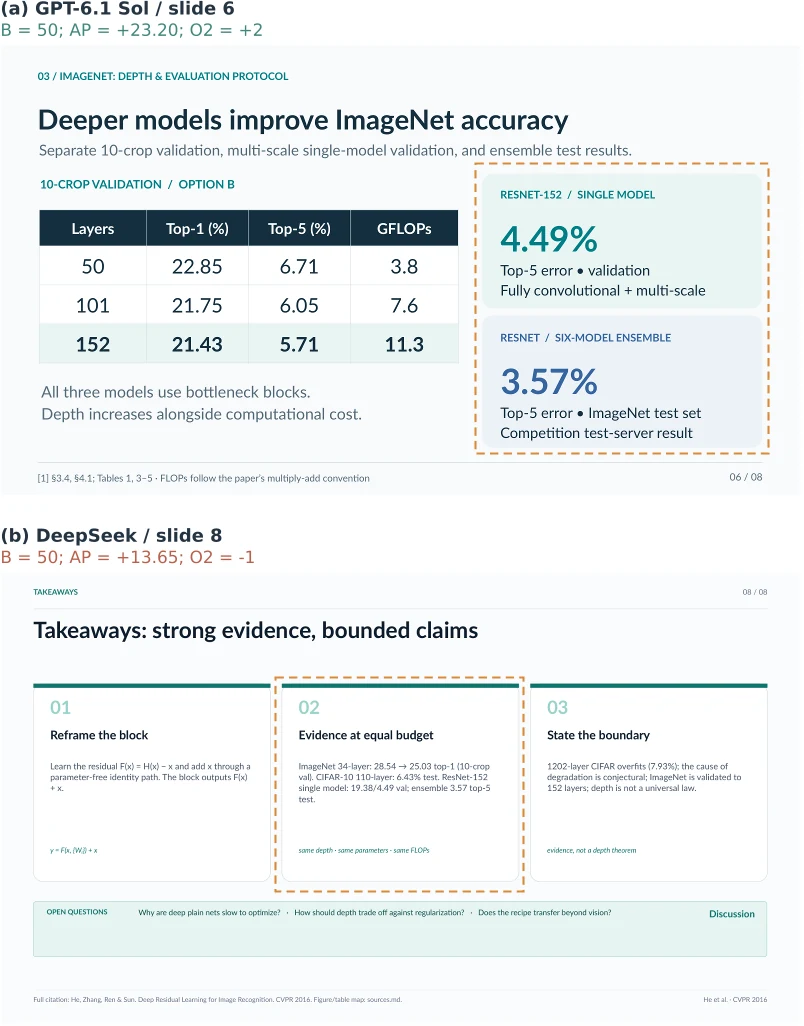 (a) GPT-6.1 Sol / slide 6
B = 50; AP = +23.20; O2 = +2
03 / IMAGENET: DEPTH & EVALUATION PROTOCOL
Deeper models improve ImageNet accuracy
Separate 10-crop validation, multi-scale single-model validation, and ensemble test results.
10-CROP VALIDATION / OPTION B
Layers Top-1 (%) Top-5 (%) GFLOPs
50 22.85 6.71 3.8
101 21.75 6.05 7.6
152 21.43 5.71 11.3
All three models use bottleneck blocks.
Depth increases alongside computational cost.
RESNET-152 / SINGLE MODEL
4.49%
Top-5 error • validation
Fully convolutional + multi-scale
RESNET / SIX-MODEL ENSEMBLE
3.57%
Top-5 error • ImageNet test set
Competition test-server result
[1] §3.4, §4.1; Tables 1, 3–5 · FLOPs follow the paper's multiply-add convention
06 / 08
(b) DeepSeek / slide 8
B = 50; AP = +13.65; O2 = -1
TAKEAWAYS
08 / 08
Takeaways: strong evidence, bounded claims
01
Reframe the block
Learn the residual F(x) = H(x) − x and add x through a
parameter-free identity path. The block outputs F(x)
+ x.
y = F(x, {Wᵢ}) + x
02
Evidence at equal budget
ImageNet 34-layer: 28.54 → 25.03 top-1 (10-crop
val). CIFAR-10 110-layer: 6.43% test. ResNet-152
single model: 19.38/4.49 val; ensemble 3.57 top-5
test.
same depth · same parameters · same FLOPs
03
State the boundary
1202-layer CIFAR overfits (7.93%); the cause of
degradation is conjectural; ImageNet is validated to
152 layers; depth is not a universal law.
evidence, not a depth theorem
OPEN QUESTIONS
Why are deep plain nets slow to optimize? · How should depth trade off against regularization? · Does the recipe transfer beyond vision?
Discussion
Full citation: He, Zhang, Ren & Sun. Deep Residual Learning for Image Recognition. CVPR 2016. Figure/table map: sources.md.
He et al. · CVPR 2016